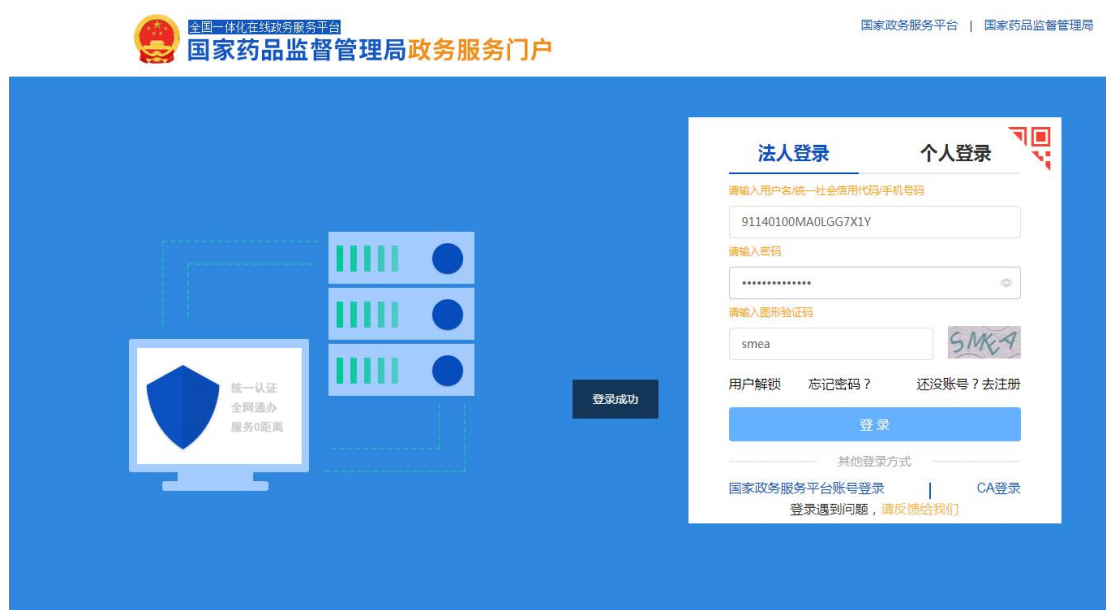 全国一体化在线政务服务平台
国家药品监督管理局政务服务门户
国家政务服务平台 | 国家药品监督管理局
法人登录 个人登录
请输入用户名/统一社会信用代码/手机号码
91140100MA0LGG7X1Y
请输入密码
••••••••••••••
请输入图形验证码
smea SMEA
用户解锁 忘记密码？ 还没账号？去注册
登录
其他登录方式
国家政务服务平台账号登录 | CA登录
登录遇到问题，请反馈给我们
统一认证
全网通办
服务0距离
登录成功